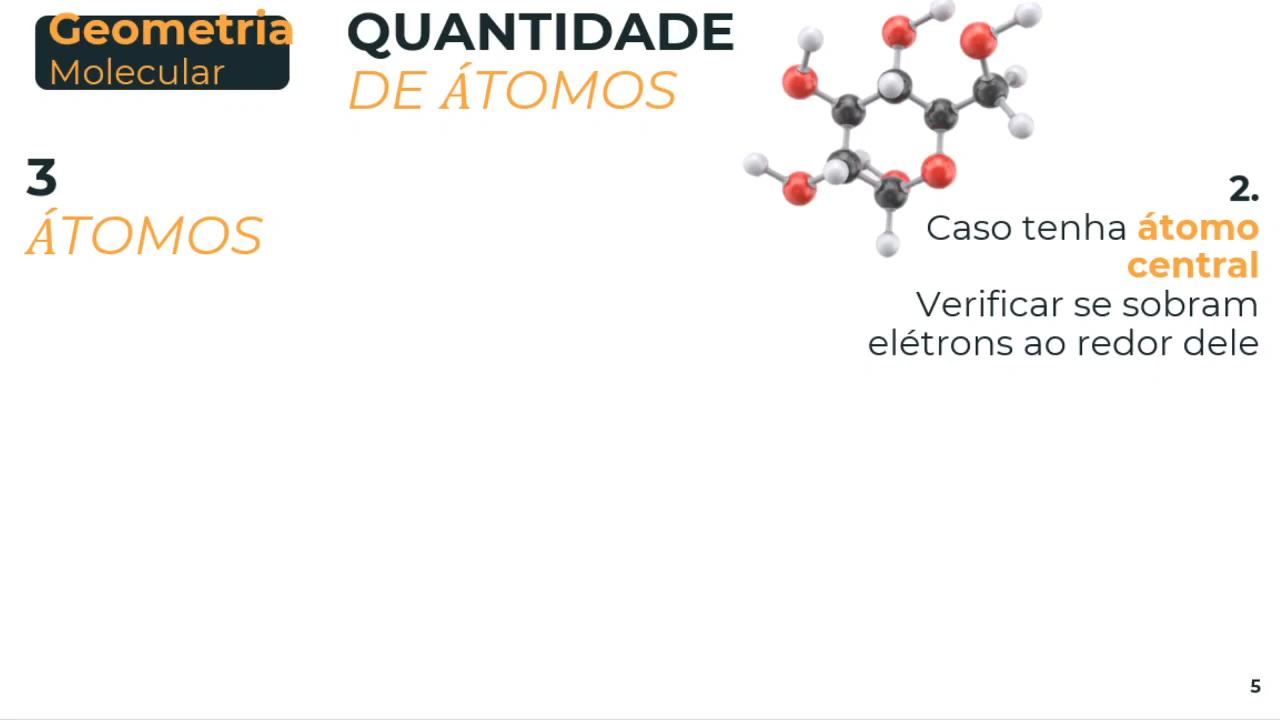 Geometria
Molecular
QUANTIDADE
DE ÁTOMOS
3
ÁTOMOS
2.
Caso tenha átomo
central
Verificar se sobram
elétrons ao redor dele
5